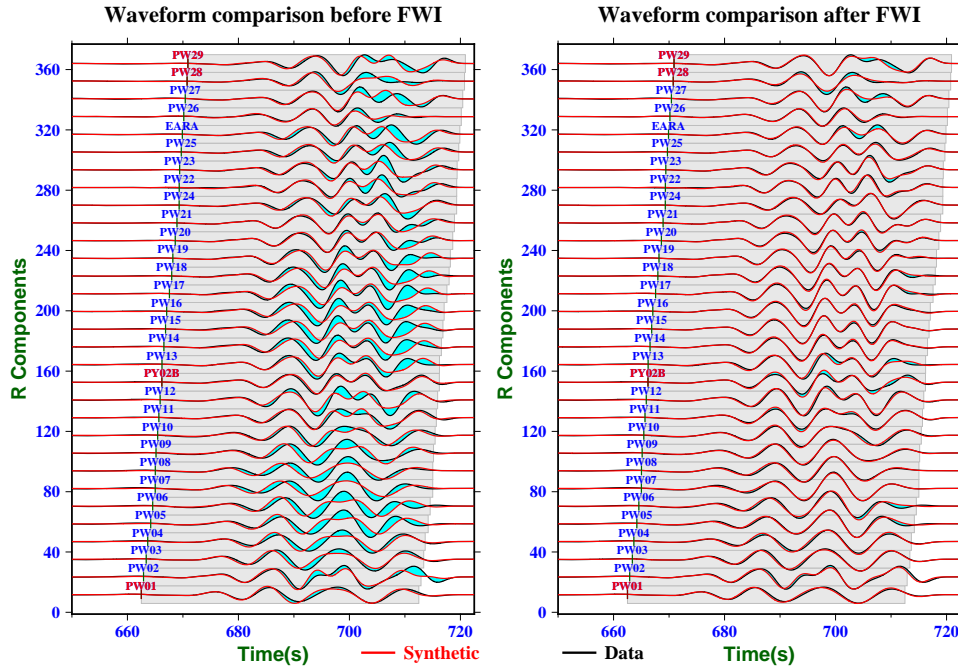 Waveform comparison before FWI
Waveform comparison after FWI
R Components
360
320
280
240
200
160
120
80
40
0
PW29
PW28
PW27
PW26
EARA
PW25
PW23
PW22
PW24
PW21
PW20
PW19
PW18
PW17
PW16
PW15
PW14
PW13
PY02B
PW12
PW11
PW10
PW09
PW08
PW07
PW06
PW05
PW04
PW03
PW02
PW01
660 680 700 720
Time(s)
R Components
360
320
280
240
200
160
120
80
40
0
PW29
PW28
PW27
PW26
EARA
PW25
PW23
PW22
PW24
PW21
PW20
PW19
PW18
PW17
PW16
PW15
PW14
PW13
PY02B
PW12
PW11
PW10
PW09
PW08
PW07
PW06
PW05
PW04
PW03
PW02
PW01
660 680 700 720
Time(s)
Synthetic
Data